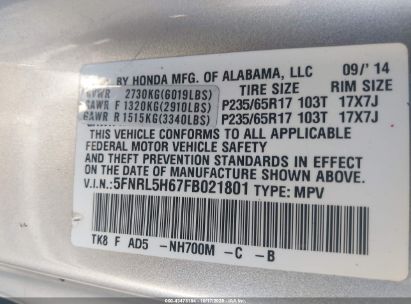 BY HONDA MFG. OF ALABAMA, LLC 09/'14
GVWR 2730KG(6019LBS) TIRE SIZE RIM SIZE
GAWR F 1320KG(2910LBS) P235/65R17 103T 17X7J
GAWR R 1515KG(3340LBS) P235/65R17 103T 17X7J
THIS VEHICLE CONFORMS TO ALL APPLICABLE
FEDERAL MOTOR VEHICLE SAFETY
AND THEFT PREVENTION STANDARDS IN EFFECT
ON THE DATE OF MANUFACTURE SHOWN ABOVE.
V.I.N: 5FNRL5H67FB021801 TYPE: MPV
TK8 F AD5 -NH700M -C -B